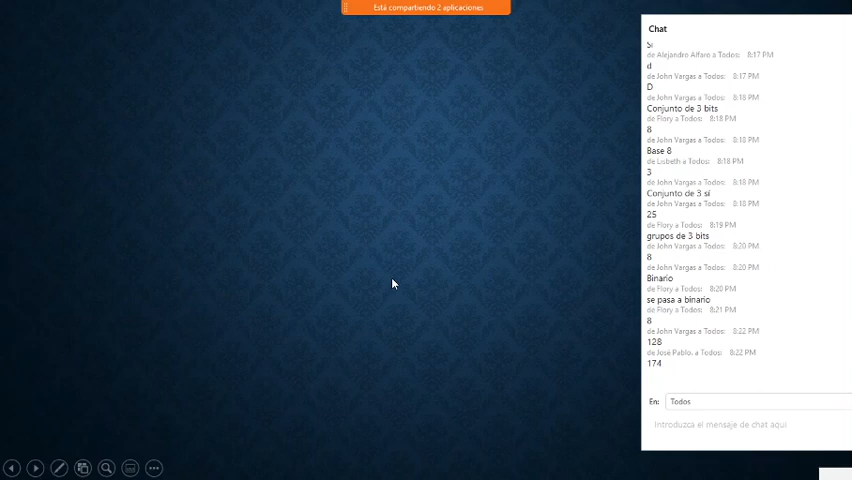 Está compartiendo 2 aplicaciones
Chat
Si
de Alejandro Alfaro a Todos: 8:17 PM
d
de John Vargas a Todos: 8:17 PM
D
de John Vargas a Todos: 8:18 PM
Conjunto de 3 bits
de Flory a Todos: 8:18 PM
8
de John Vargas a Todos: 8:18 PM
Base 8
de Lisbeth a Todos: 8:18 PM
3
de John Vargas a Todos: 8:18 PM
Conjunto de 3 sí
de John Vargas a Todos: 8:18 PM
25
de Flory a Todos: 8:19 PM
grupos de 3 bits
de John Vargas a Todos: 8:20 PM
8
de John Vargas a Todos: 8:20 PM
Binario
de Flory a Todos: 8:20 PM
se pasa a binario
de Flory a Todos: 8:21 PM
8
de John Vargas a Todos: 8:22 PM
128
de José Pablo. a Todos: 8:22 PM
174
En: Todos
Introduzca el mensaje de chat aquí